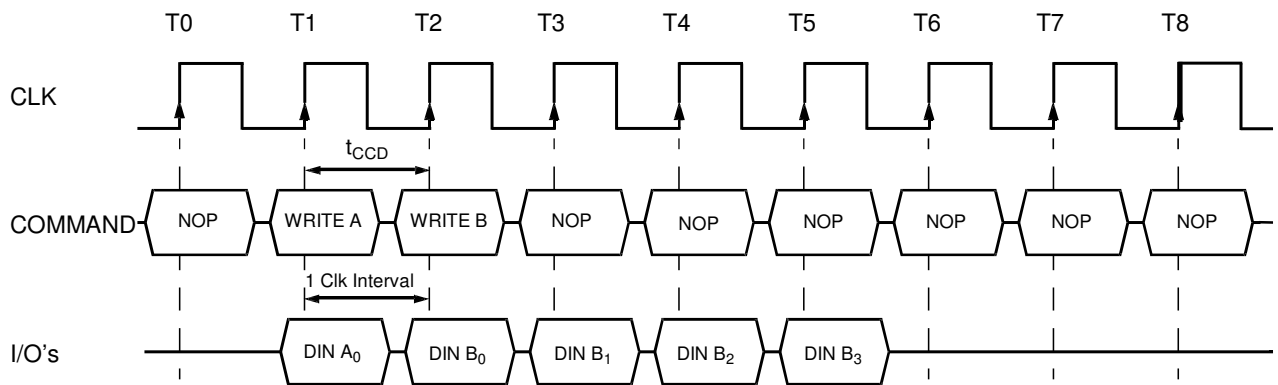 T0 T1 T2 T3 T4 T5 T6 T7 T8
CLK
tCCD
COMMAND NOP WRITE A WRITE B NOP NOP NOP NOP NOP NOP
1 Clk Interval
I/O's DIN A0 DIN B0 DIN B1 DIN B2 DIN B3